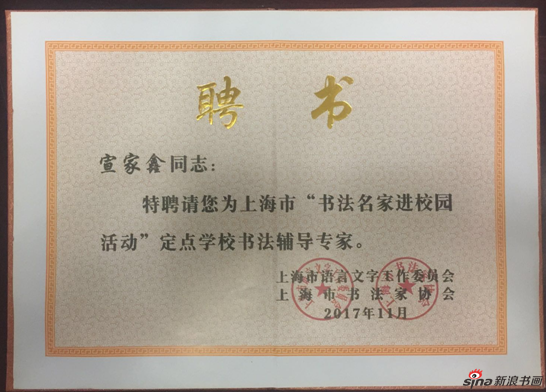 聘书
宣家鑫同志：
特聘请您为上海市“书法名家进校园
活动”定点学校书法辅导专家。
上海市语言文字工作委员会
上海市书法家协会
2017年11月
sina新浪书画